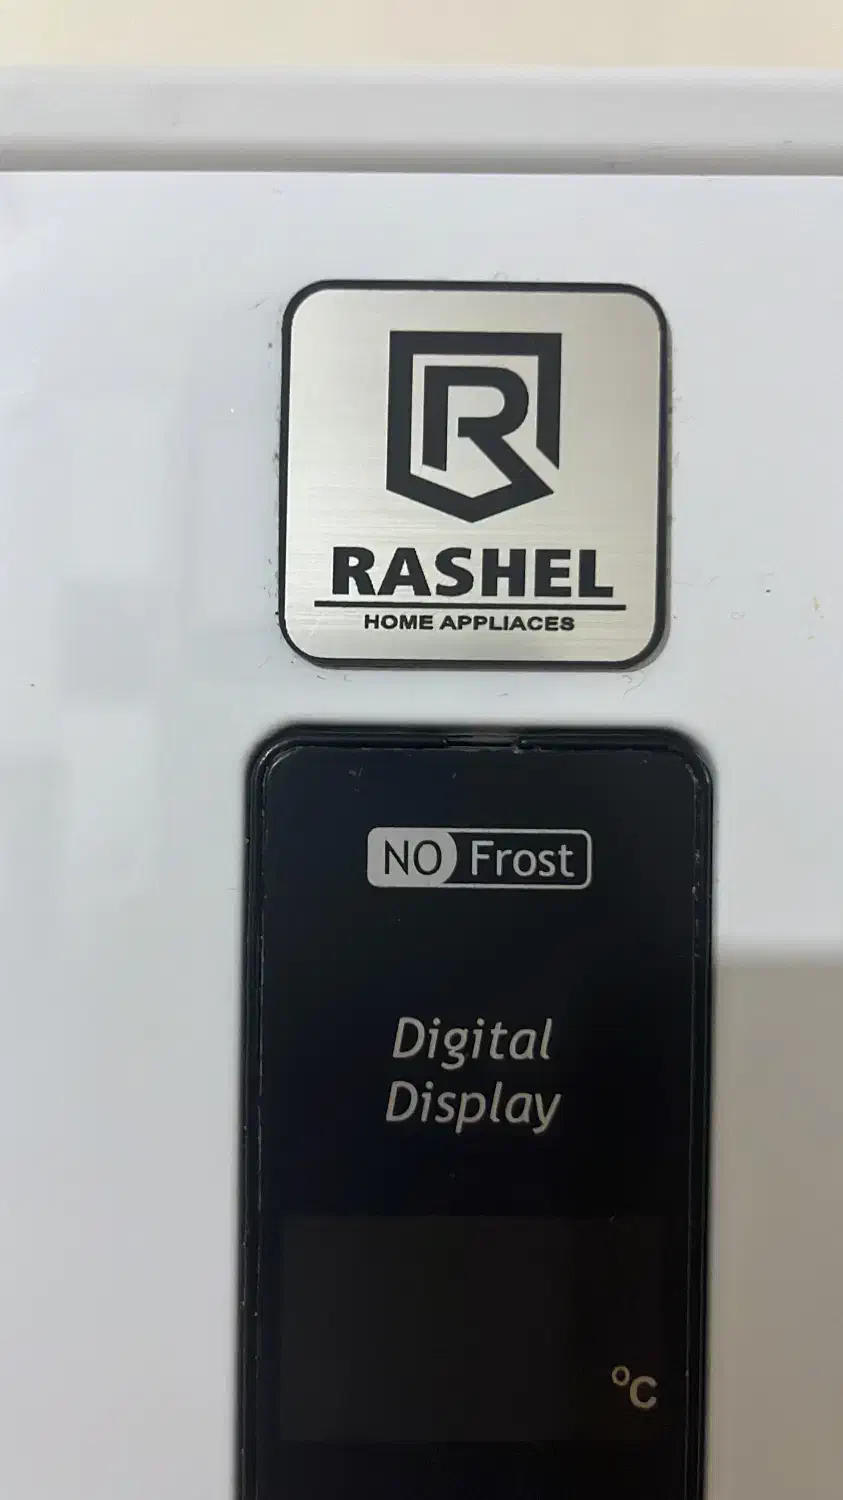 R
RASHEL
HOME APPLIACES
NO Frost
Digital
Display
°C